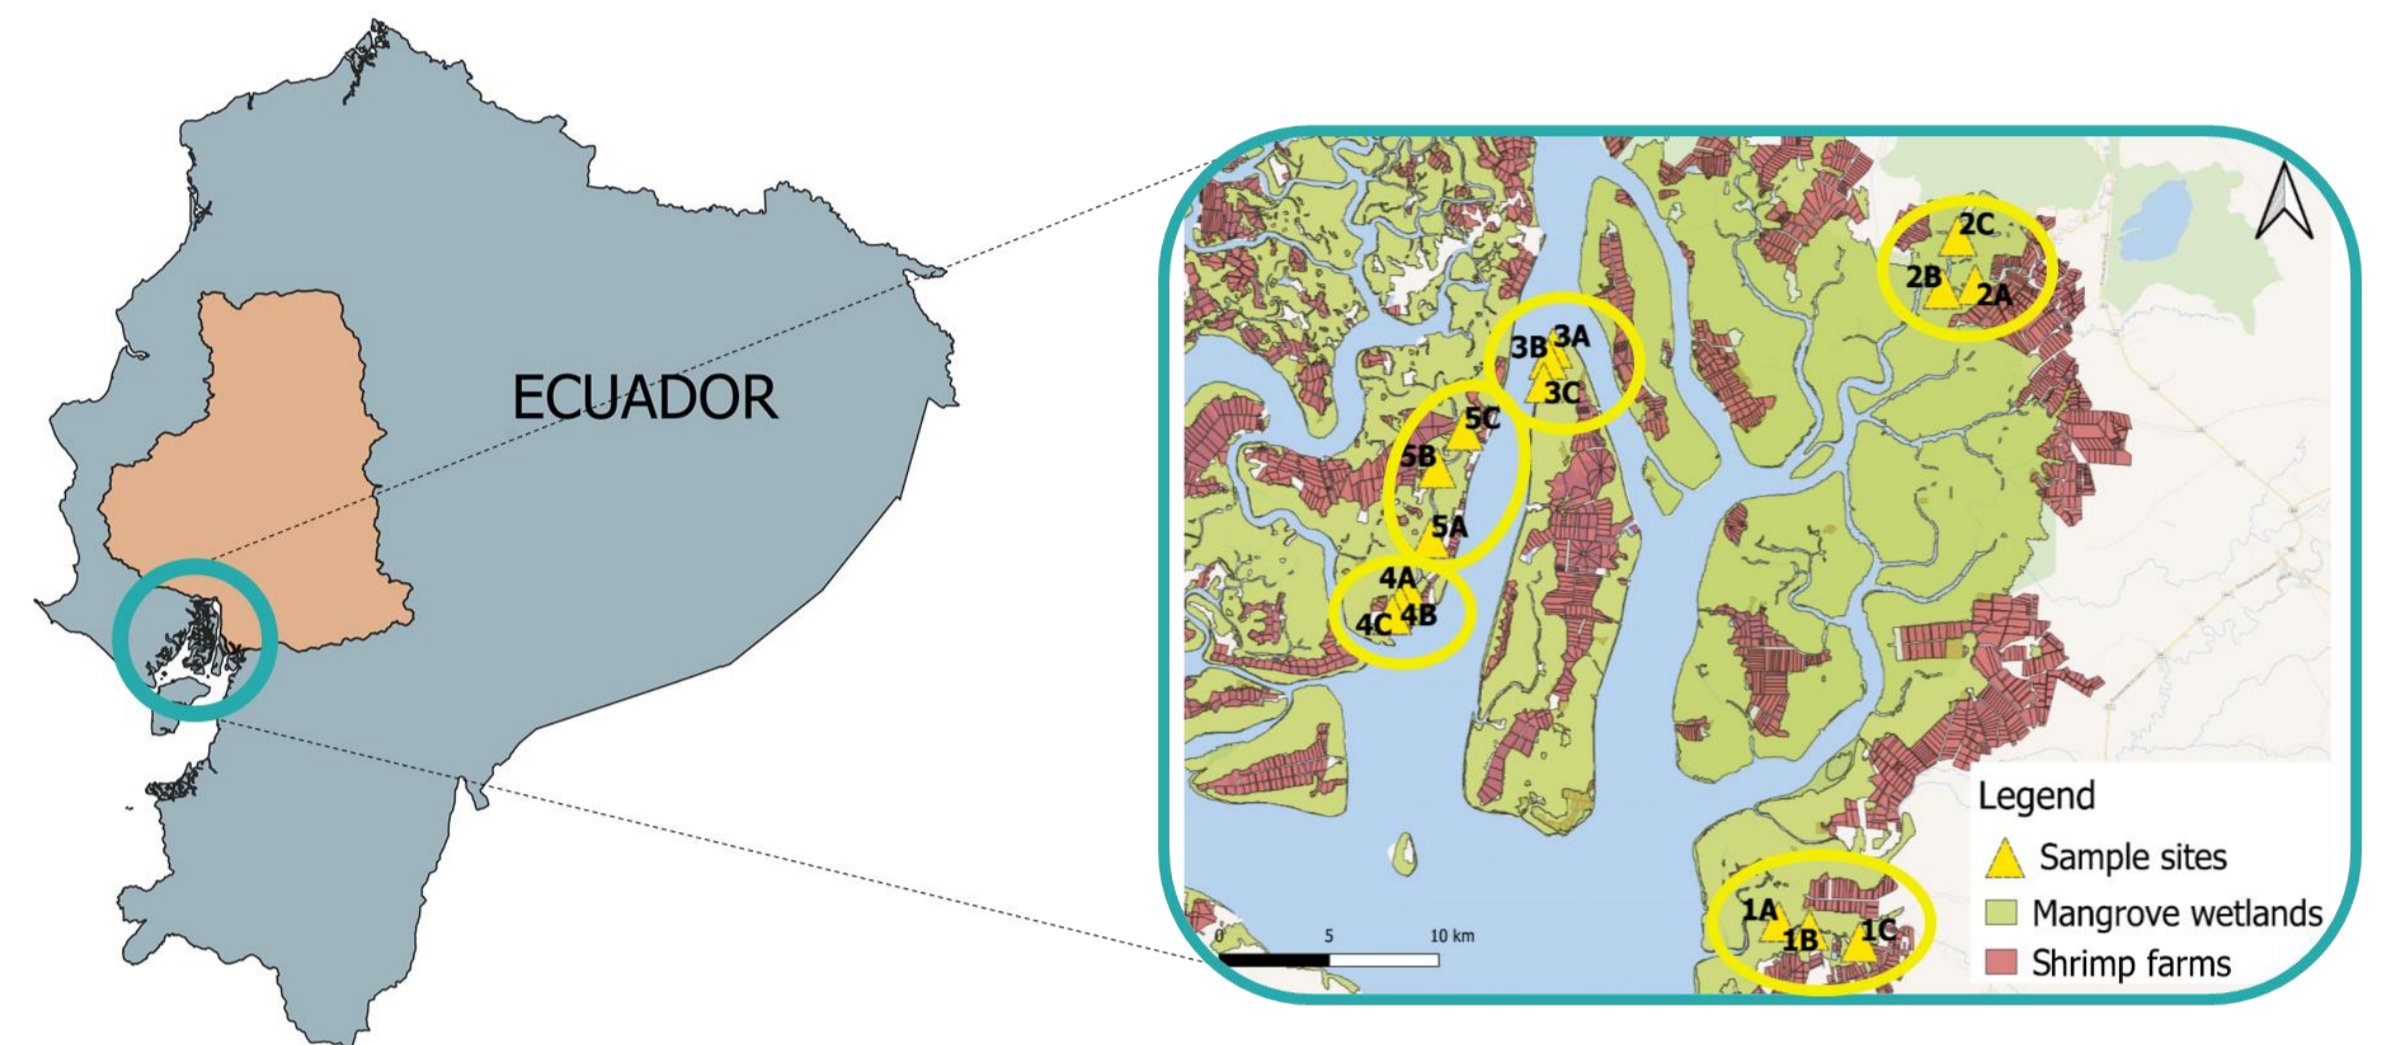 ECUADOR
2C
2B
2A
3A
3B
3C
5C
5B
5A
4A
4B
4C
1A
1B
1C
0 5 10 km
Legend
Sample sites
Mangrove wetlands
Shrimp farms